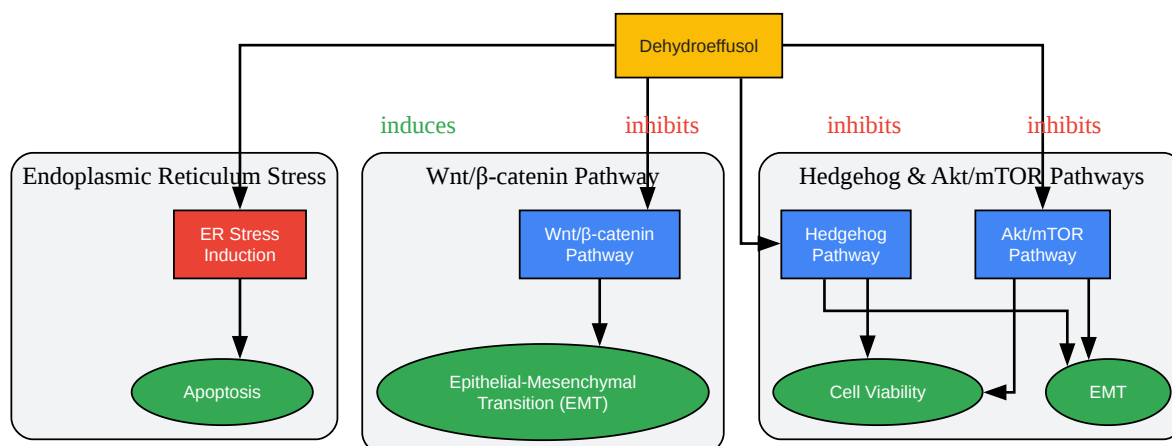 Dehydroeffusol
induces
inhibits
inhibits
inhibits
Endoplasmic Reticulum Stress
Wnt/β-catenin Pathway
Hedgehog & Akt/mTOR Pathways
ER Stress
Induction
Wnt/β-catenin
Pathway
Hedgehog
Pathway
Akt/mTOR
Pathway
Apoptosis
Epithelial-Mesenchymal
Transition (EMT)
Cell Viability
EMT